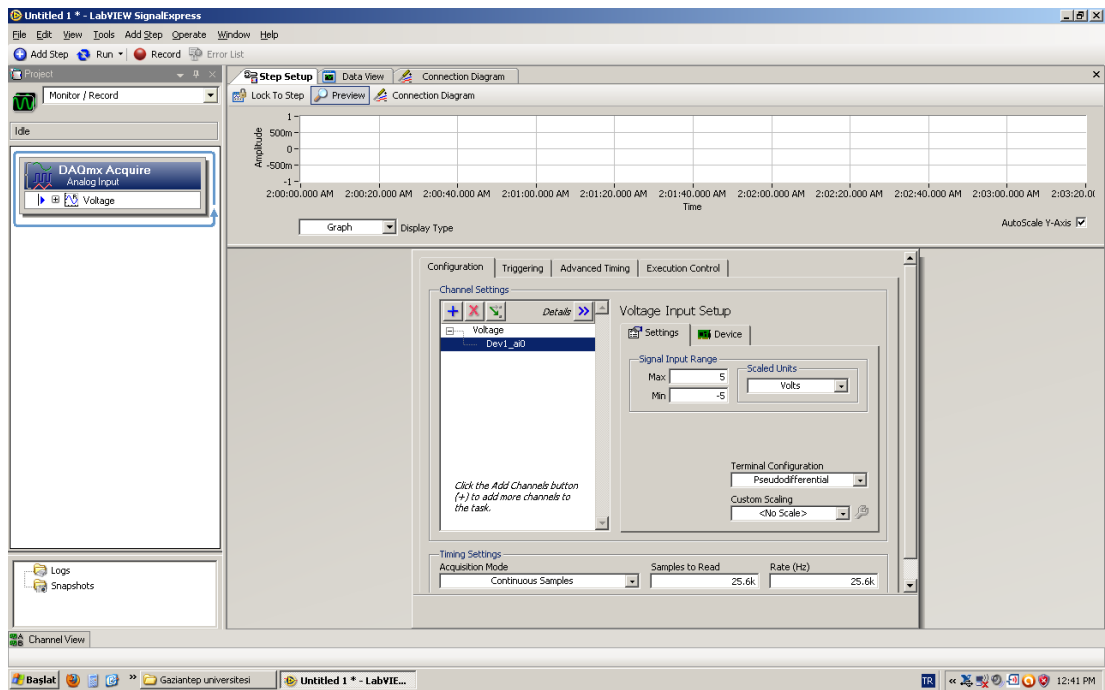 Untitled 1 * - LabVIEW SignalExpress
File Edit View Tools Add Step Operate Window Help
Add Step Run Record Error List
Project
Monitor / Record
Idle
DAQmx Acquire
Analog Input
Voltage
Logs
Snapshots
Channel View
Step Setup Data View Connection Diagram
Lock To Step Preview Connection Diagram
Amplitude
1
500m
0
-500m
-1
2:00:00.000 AM 2:00:20.000 AM 2:00:40.000 AM 2:01:00.000 AM 2:01:20.000 AM 2:01:40.000 AM 2:02:00.000 AM 2:02:20.000 AM 2:02:40.000 AM 2:03:00.000 AM 2:03:20.0
Time
Graph Display Type AutoScale Y-Axis
Configuration Triggering Advanced Timing Execution Control
Channel Settings
Details
Voltage
Dev1_ai0
Click the Add Channels button
(+) to add more channels to
the task.
Voltage Input Setup
Settings Device
Signal Input Range
Max 5
Min -5
Scaled Units
Volts
Terminal Configuration
Pseudodifferential
Custom Scaling
<No Scale>
Timing Settings
Acquisition Mode Samples to Read Rate (Hz)
Continuous Samples 25.6k 25.6k
Başlat Gaziantep universitesi Untitled 1 * - LabVIE... TR 12:41 PM